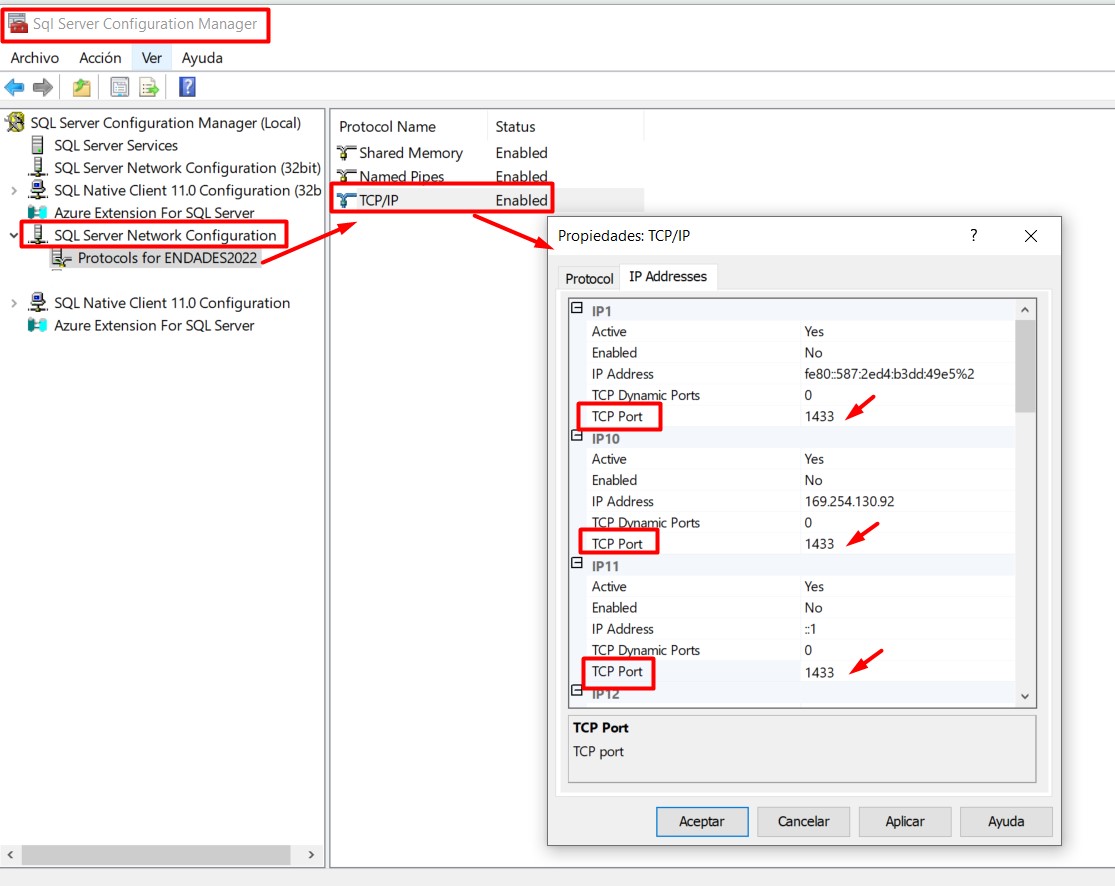 Sql Server Configuration Manager
Archivo Acción Ver Ayuda
SQL Server Configuration Manager (Local)
SQL Server Services
SQL Server Network Configuration (32bit)
SQL Native Client 11.0 Configuration (32b
Azure Extension For SQL Server
SQL Server Network Configuration
Protocols for ENDADES2022
SQL Native Client 11.0 Configuration
Azure Extension For SQL Server
Protocol Name Status
Shared Memory Enabled
Named Pipes Enabled
TCP/IP Enabled
Propiedades: TCP/IP ?
Protocol IP Addresses
IP1
Active Yes
Enabled No
IP Address fe80::587:2ed4:b3dd:49e5%2
TCP Dynamic Ports 0
TCP Port 1433
IP10
Active Yes
Enabled No
IP Address 169.254.130.92
TCP Dynamic Ports 0
TCP Port 1433
IP11
Active Yes
Enabled No
IP Address ::1
TCP Dynamic Ports 0
TCP Port 1433
IP12
TCP Port
TCP port
Aceptar Cancelar Aplicar Ayuda